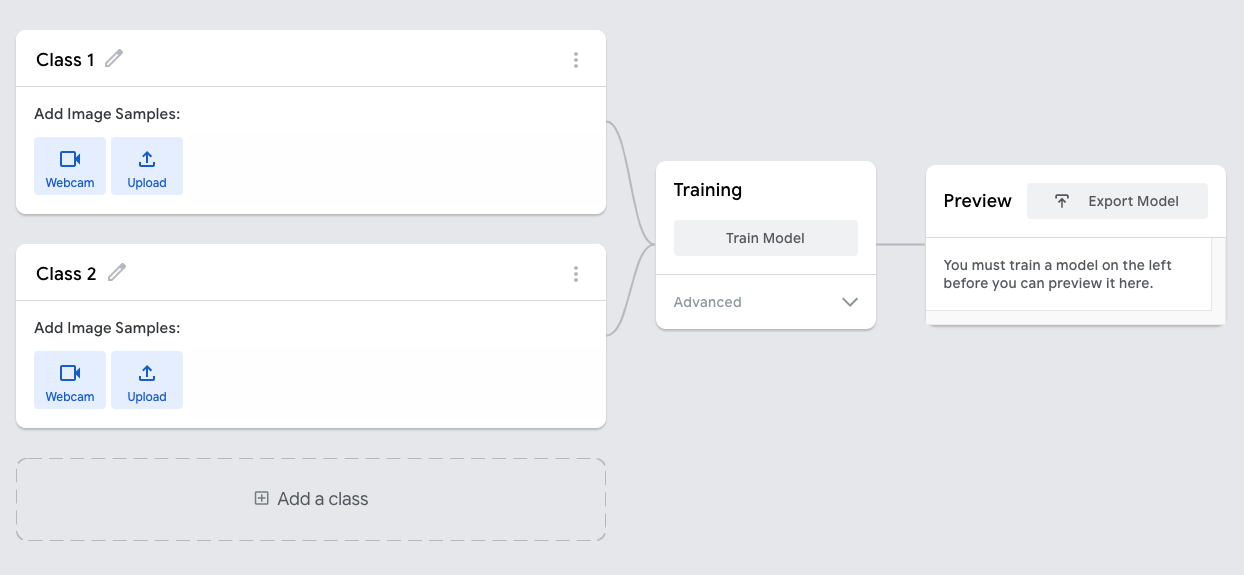 Class 1
Add Image Samples:
Webcam
Upload
Class 2
Add Image Samples:
Webcam
Upload
Add a class
Training
Train Model
Advanced
Preview
Export Model
You must train a model on the left
before you can preview it here.